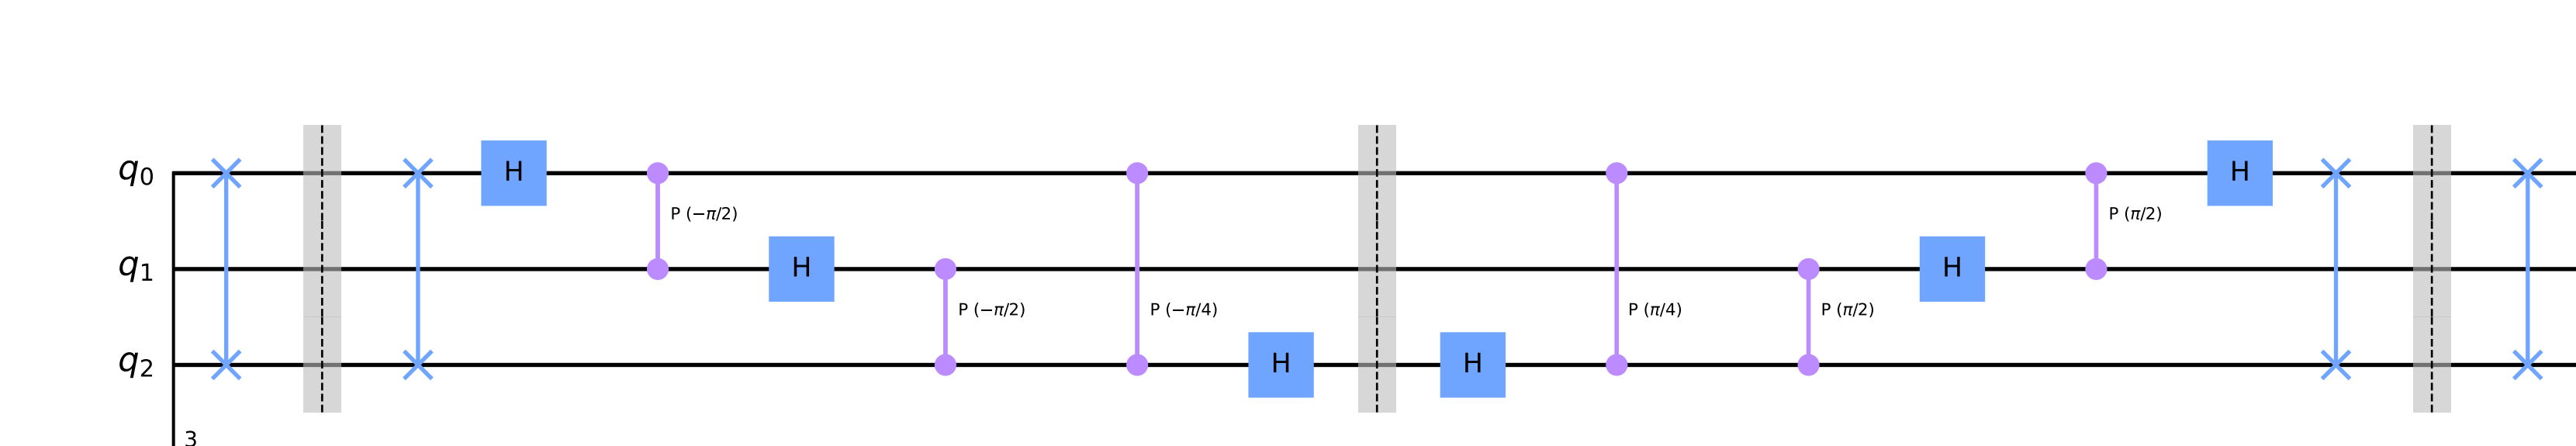 q0 H H
P (−π/2) P (π/2)
q1 H H
P (−π/2) P (−π/4) P (π/4) P (π/2)
q2 H H
3